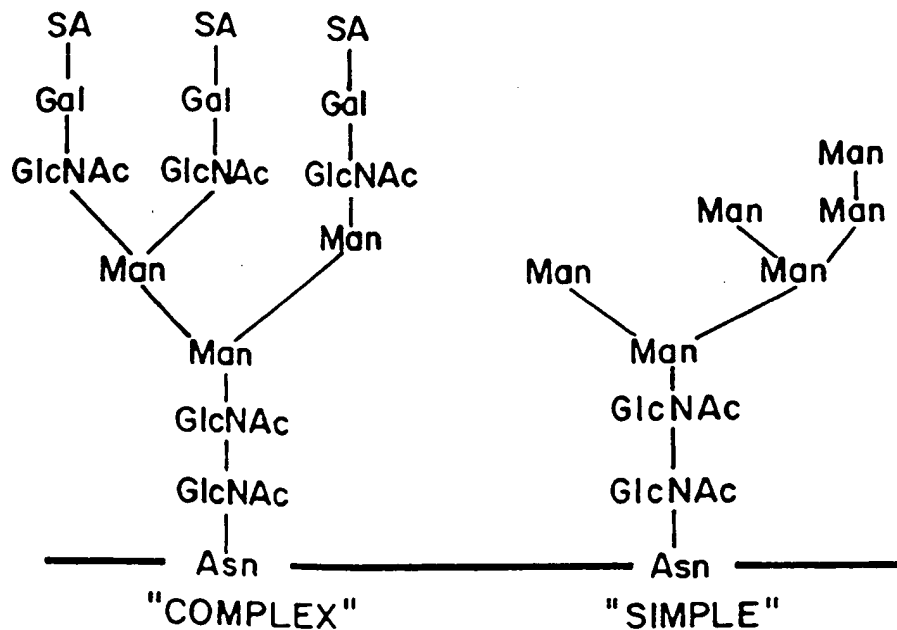 SA SA SA
Gal Gal Gal
GlcNAc GlcNAc GlcNAc
Man
Man Man
Man Man Man Man
Man Man
GlcNAc GlcNAc
GlcNAc GlcNAc
Asn Asn
"COMPLEX" "SIMPLE"